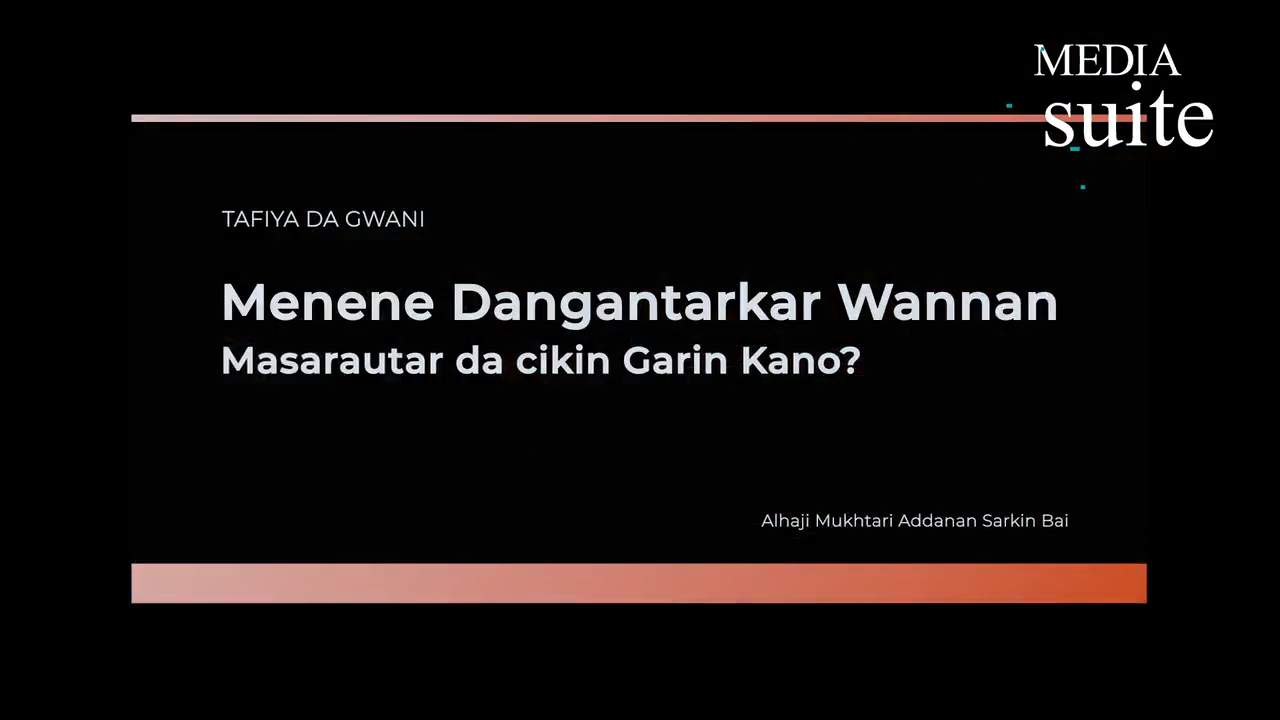 MEDIA
suite
TAFIYA DA GWANI
Menene Dangantarkar Wannan
Masarautar da cikin Garin Kano?
Alhaji Mukhtari Addanan Sarkin Bai